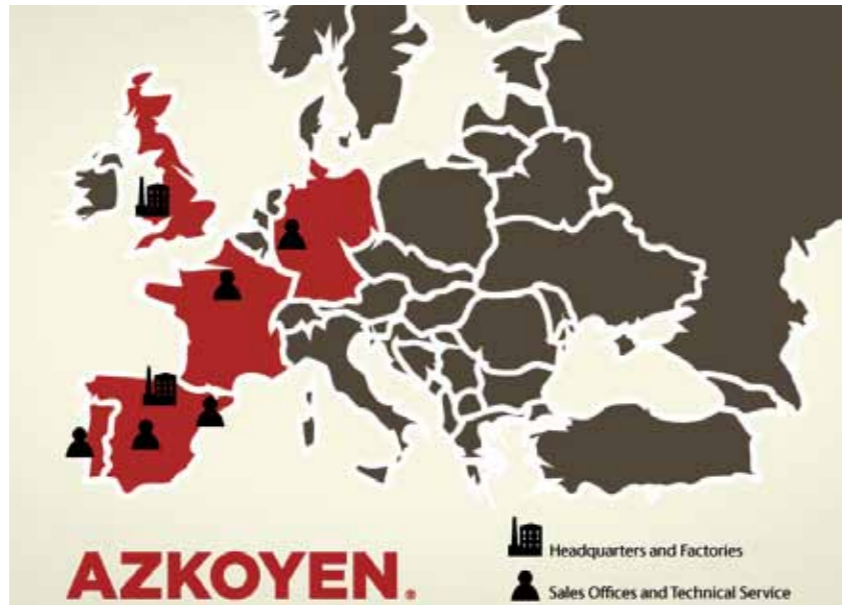 Headquarters and Factories
AZKOYEN®
Sales Offices and Technical Service